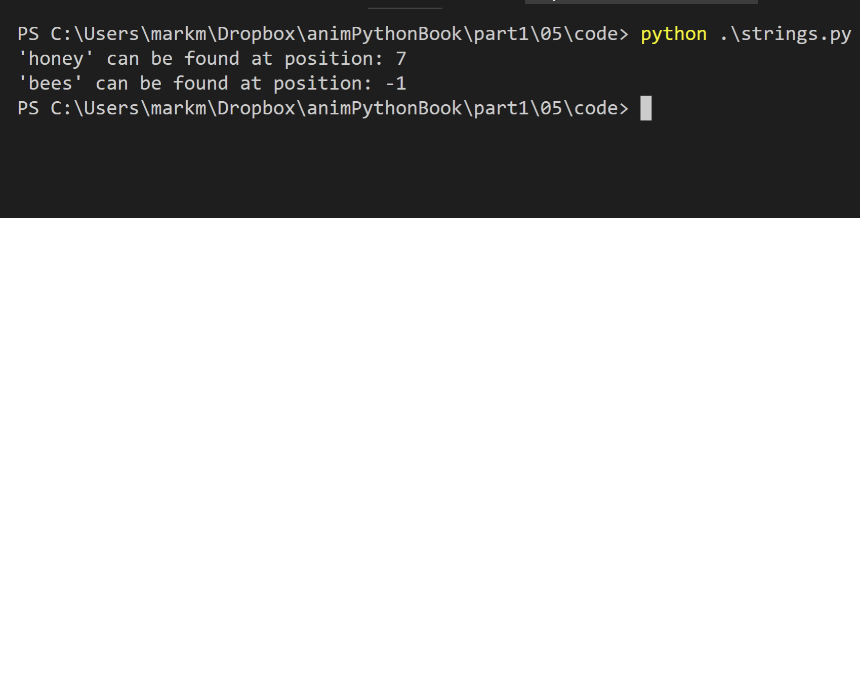 PS C:\Users\markm\Dropbox\animPythonBook\part1\05\code> python .\strings.py
'honey' can be found at position: 7
'bees' can be found at position: -1
PS C:\Users\markm\Dropbox\animPythonBook\part1\05\code>